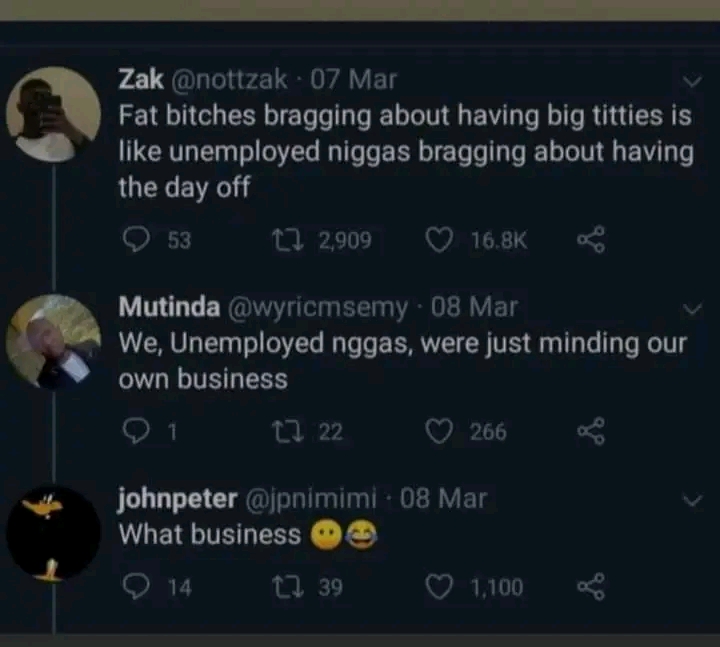 Zak @nottzak · 07 Mar
Fat bitches bragging about having big titties is
like unemployed niggas bragging about having
the day off
53 2,909 16.8K
Mutinda @wyricmsemy · 08 Mar
We, Unemployed nggas, were just minding our
own business
1 22 266
johnpeter @jpnimimi · 08 Mar
What business 😶😂
14 39 1,100